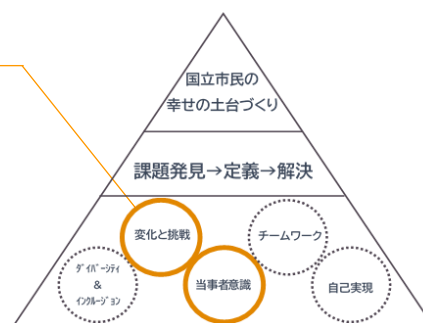 国立市民の
幸せの土台づくり
課題発見→定義→解決
変化と挑戦
チームワーク
ダイバーシティ
&
インクルージョン
当事者意識
自己実現